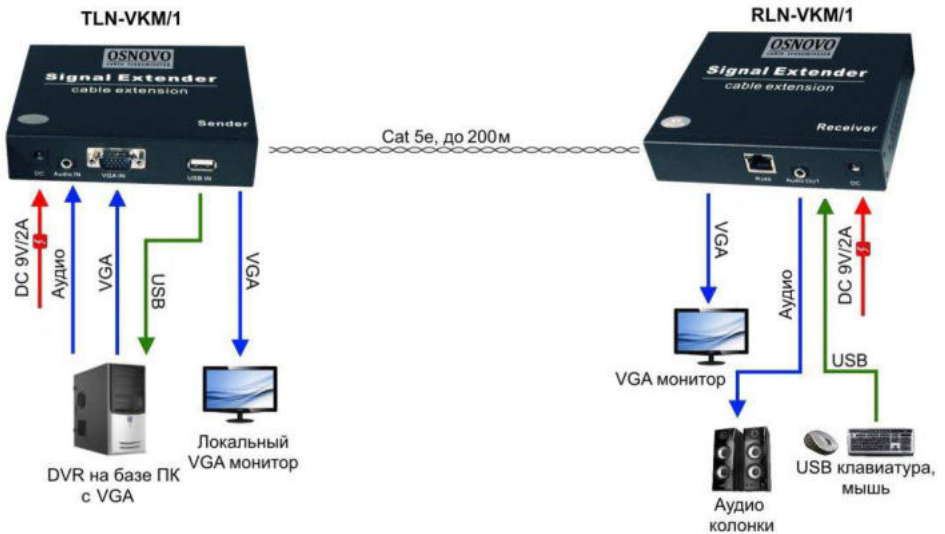 TLN-VKM/1
RLN-VKM/1
OSNOVO
cable transmission
Signal Extender
cable extension
Sender
DC
Audio IN
VGA IN
USB IN
Cat 5e, до 200м
OSNOVO
cable transmission
Signal Extender
cable extension
Receiver
RJ45
Audio OUT
DC
DC 9V/2A
Аудио
VGA
USB
VGA
VGA
Аудио
USB
DC 9V/2A
DVR на базе ПК
с VGA
Локальный
VGA монитор
VGA монитор
Аудио
колонки
USB клавиатура,
мышь